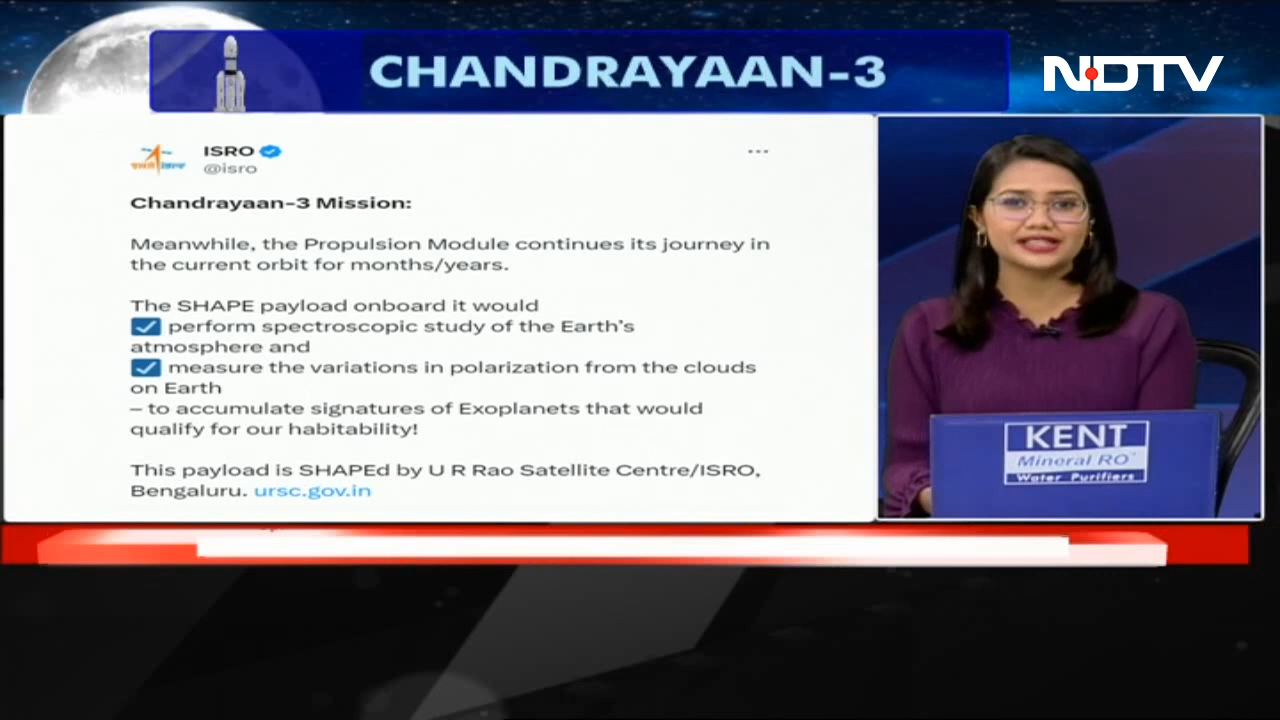 CHANDRAYAAN-3
NDTV
ISRO
@isro
Chandrayaan-3 Mission:
Meanwhile, the Propulsion Module continues its journey in
the current orbit for months/years.
The SHAPE payload onboard it would
✅ perform spectroscopic study of the Earth's
atmosphere and
✅ measure the variations in polarization from the clouds
on Earth
– to accumulate signatures of Exoplanets that would
qualify for our habitability!
This payload is SHAPEd by U R Rao Satellite Centre/ISRO,
Bengaluru. ursc.gov.in
KENT
Mineral RO™
Water Purifiers